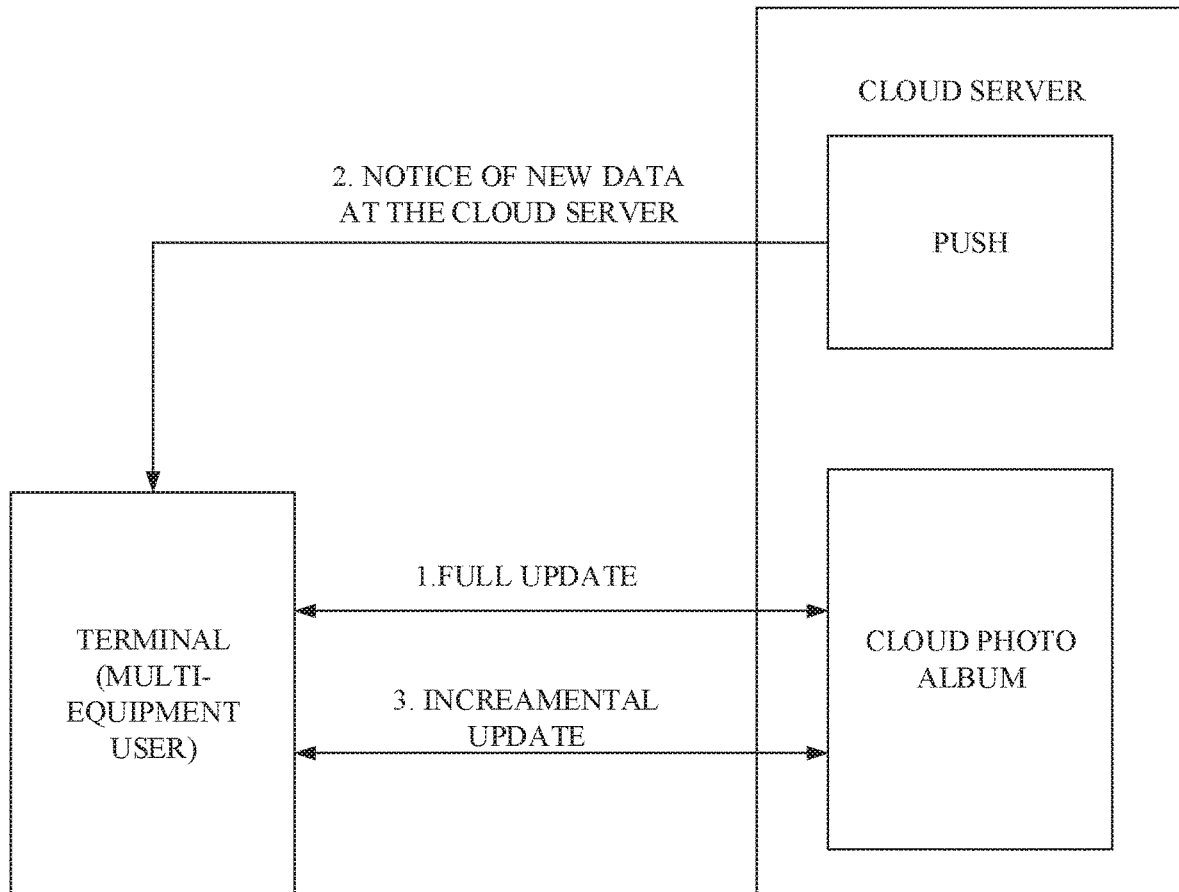 CLOUD SERVER
PUSH
2. NOTICE OF NEW DATA
AT THE CLOUD SERVER
1.FULL UPDATE
3. INCREAMENTAL
UPDATE
TERMINAL
(MULTI-
EQUIPMENT
USER)
CLOUD PHOTO
ALBUM